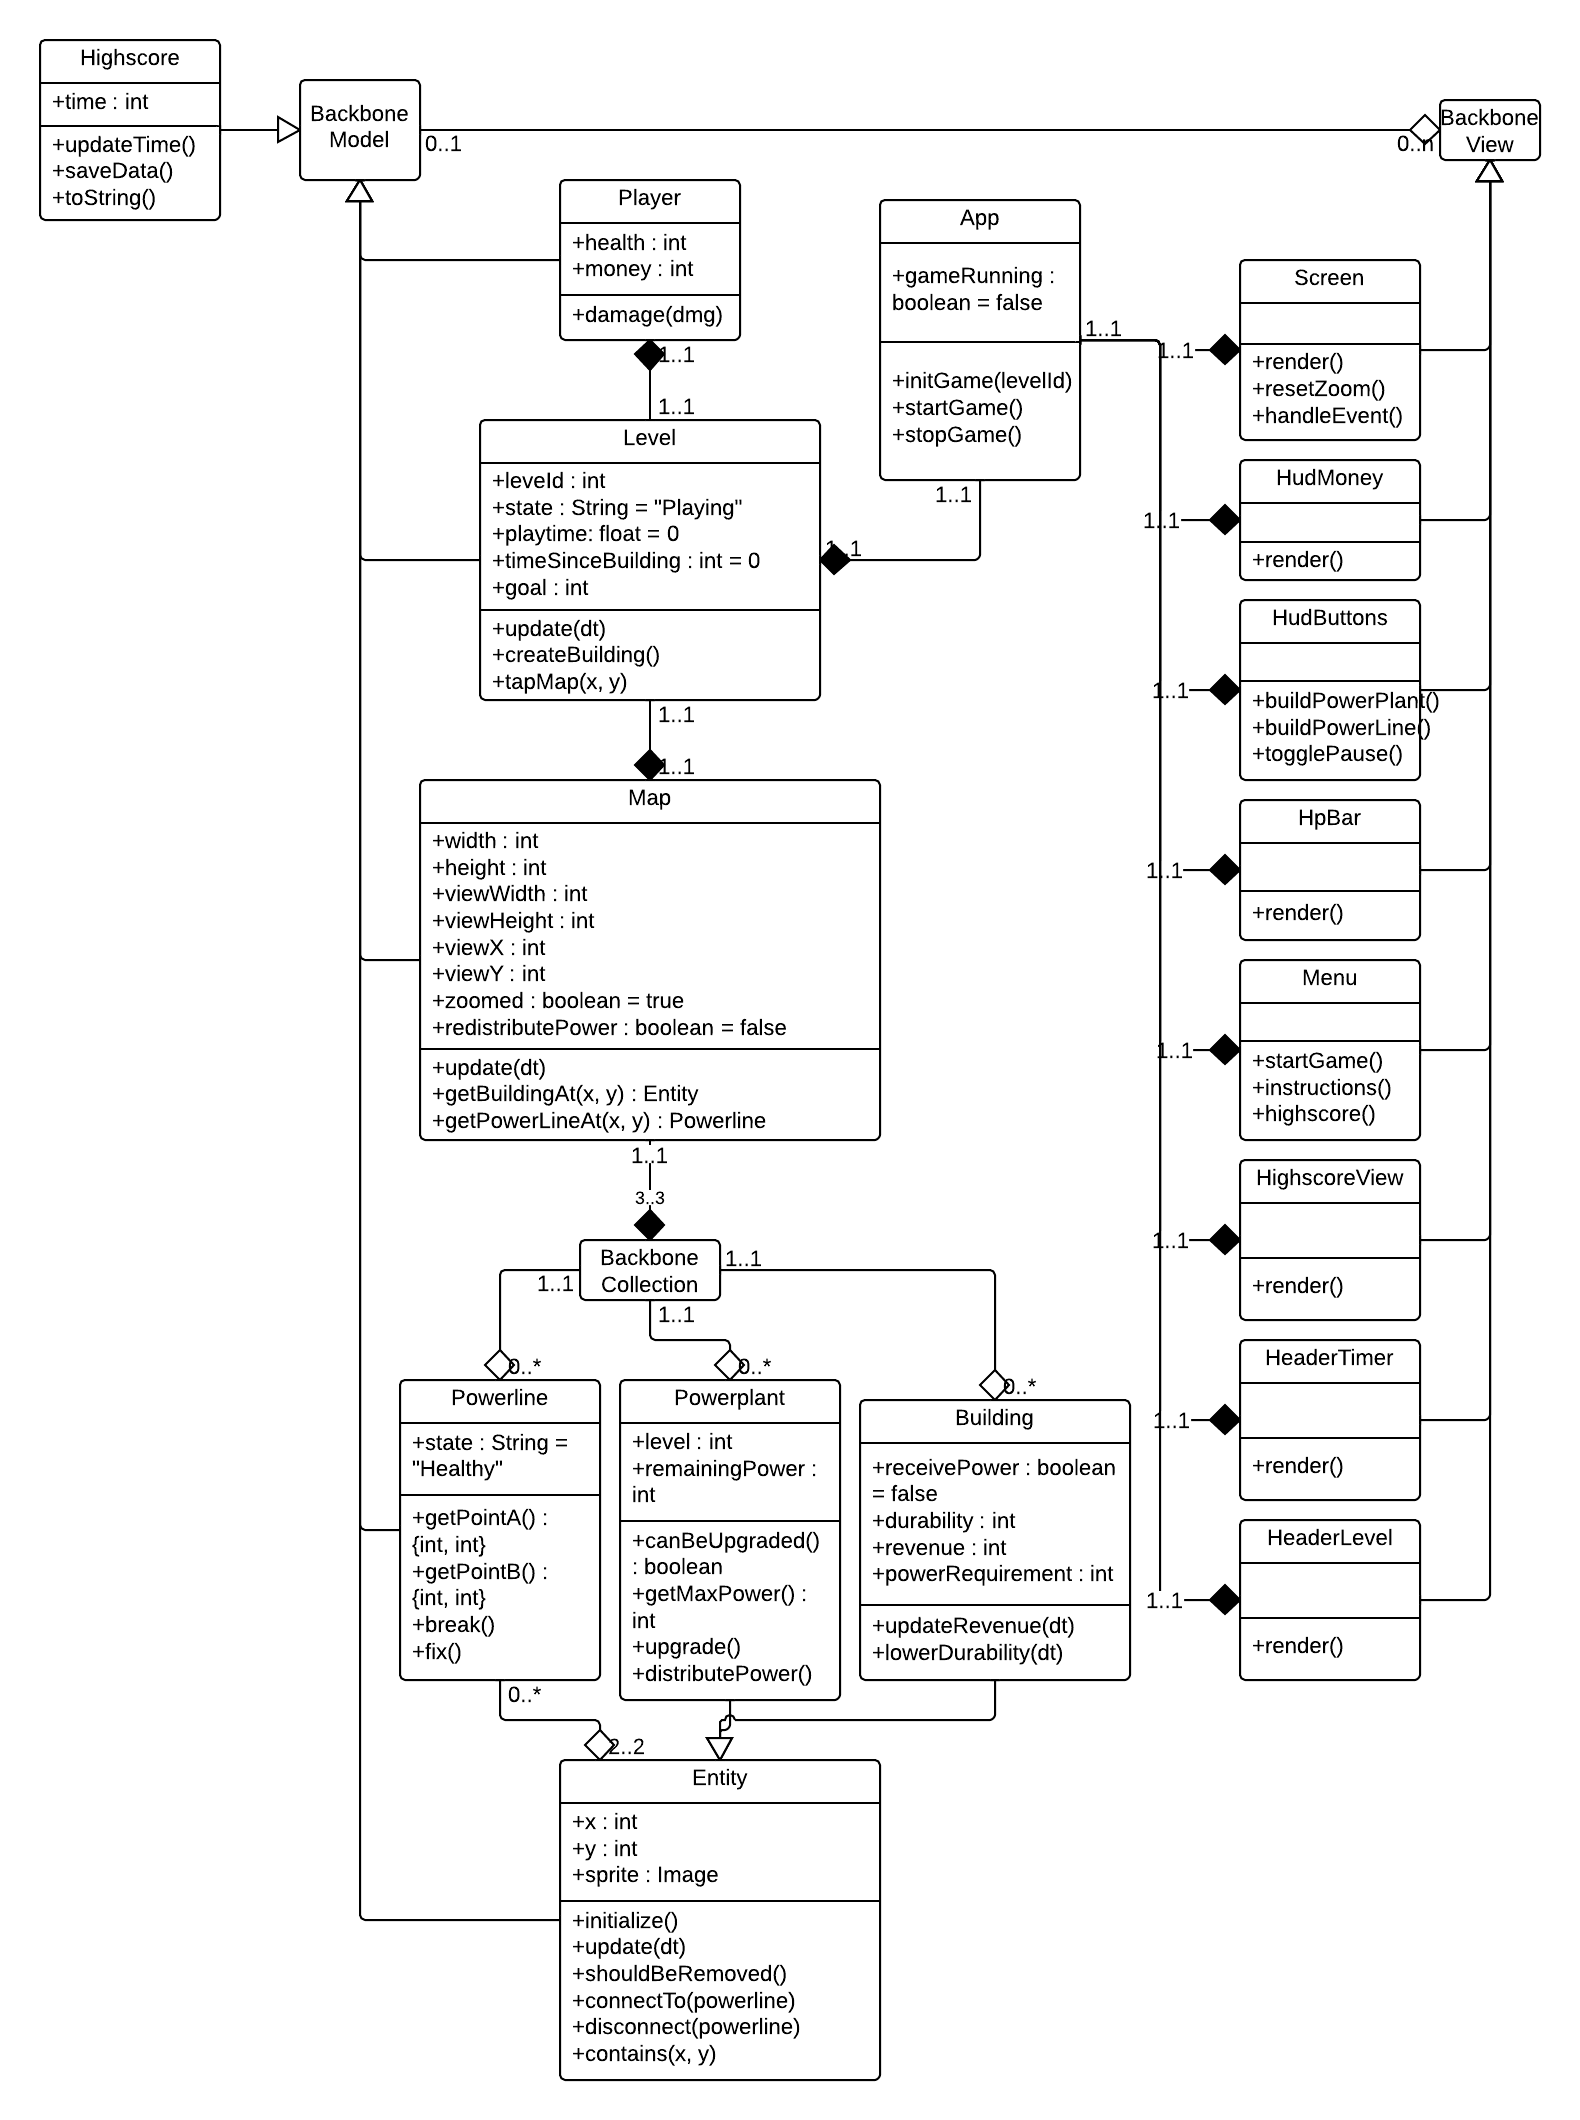 Highscore
+time : int
+updateTime()
+saveData()
+toString()
Backbone
Model
0..1
0..n
Backbone
View
Player
+health : int
+money : int
+damage(dmg)
1..1
1..1
App
+gameRunning :
boolean = false
+initGame(levelId)
+startGame()
+stopGame()
1..1
1..1
Level
+leveId : int
+state : String = "Playing"
+playtime: float = 0
+timeSinceBuilding : int = 0
+goal : int
+update(dt)
+createBuilding()
+tapMap(x, y)
1..1
1..1
1..1
Map
+width : int
+height : int
+viewWidth : int
+viewHeight : int
+viewX : int
+viewY : int
+zoomed : boolean = true
+redistributePower : boolean = false
+update(dt)
+getBuildingAt(x, y) : Entity
+getPowerLineAt(x, y) : Powerline
1..1
3..3
Backbone
Collection
1..1
1..1
1..1
0..*
0..*
0..*
Powerline
+state : String =
"Healthy"
+getPointA() :
{int, int}
+getPointB() :
{int, int}
+break()
+fix()
0..*
2..2
Powerplant
+level : int
+remainingPower :
int
+canBeUpgraded()
: boolean
+getMaxPower() :
int
+upgrade()
+distributePower()
Building
+receivePower : boolean
= false
+durability : int
+revenue : int
+powerRequirement : int
+updateRevenue(dt)
+lowerDurability(dt)
Entity
+x : int
+y : int
+sprite : Image
+initialize()
+update(dt)
+shouldBeRemoved()
+connectTo(powerline)
+disconnect(powerline)
+contains(x, y)
1..1
Screen
+render()
+resetZoom()
+handleEvent()
1..1
HudMoney
+render()
1..1
HudButtons
+buildPowerPlant()
+buildPowerLine()
+togglePause()
1..1
HpBar
+render()
1..1
Menu
+startGame()
+instructions()
+highscore()
1..1
HighscoreView
+render()
1..1
HeaderTimer
+render()
1..1
HeaderLevel
+render()